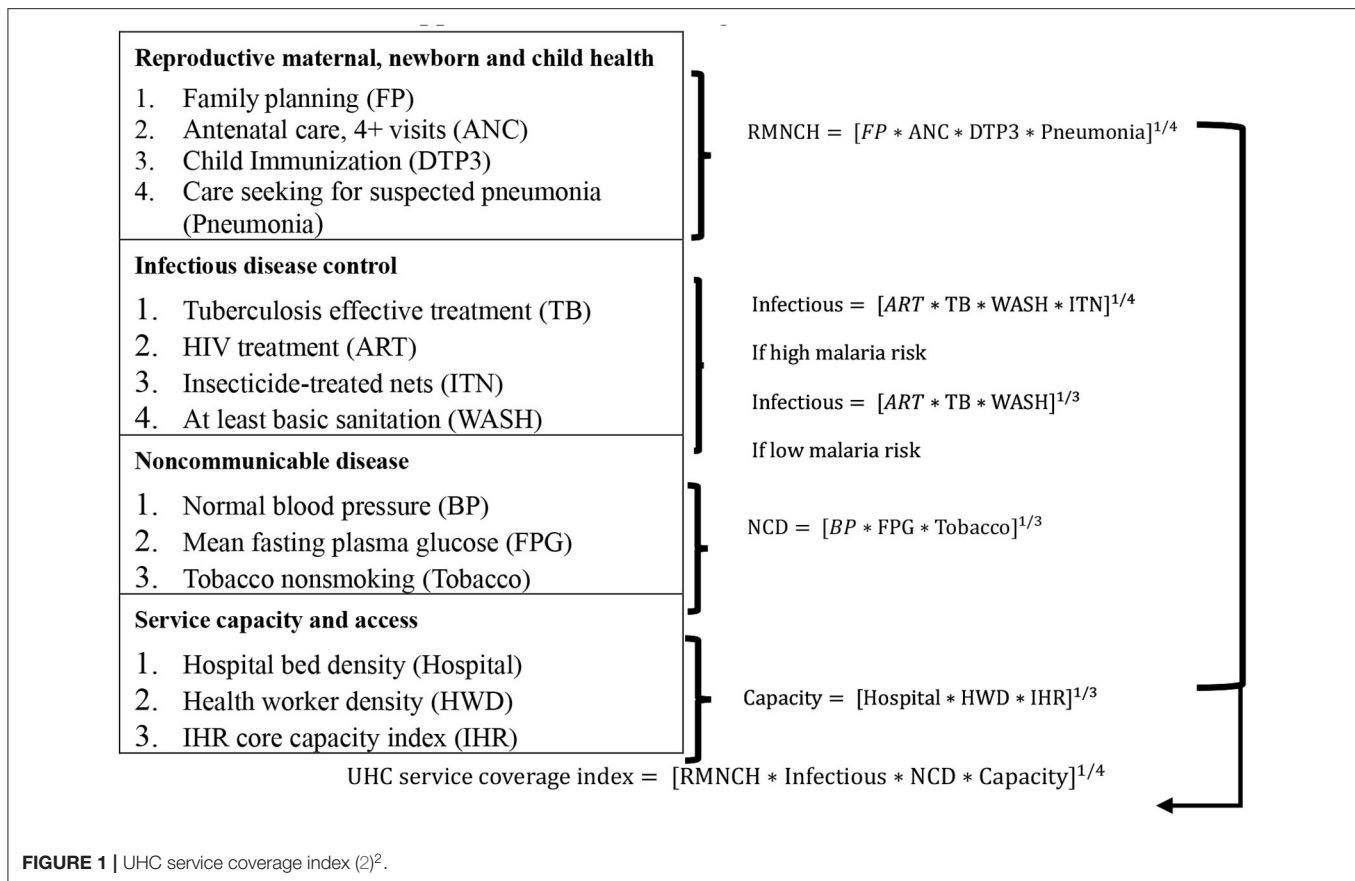 Reproductive maternal, newborn and child health
1. Family planning (FP)
2. Antenatal care, 4+ visits (ANC)
3. Child Immunization (DTP3)
4. Care seeking for suspected pneumonia
(Pneumonia)
RMNCH = [FP * ANC * DTP3 * Pneumonia]^1/4
Infectious disease control
1. Tuberculosis effective treatment (TB)
2. HIV treatment (ART)
3. Insecticide-treated nets (ITN)
4. At least basic sanitation (WASH)
Infectious = [ART * TB * WASH * ITN]^1/4
If high malaria risk
Infectious = [ART * TB * WASH]^1/3
If low malaria risk
Noncommunicable disease
1. Normal blood pressure (BP)
2. Mean fasting plasma glucose (FPG)
3. Tobacco nonsmoking (Tobacco)
NCD = [BP * FPG * Tobacco]^1/3
Service capacity and access
1. Hospital bed density (Hospital)
2. Health worker density (HWD)
3. IHR core capacity index (IHR)
Capacity = [Hospital * HWD * IHR]^1/3
UHC service coverage index = [RMNCH * Infectious * NCD * Capacity]^1/4
FIGURE 1 | UHC service coverage index (2)².